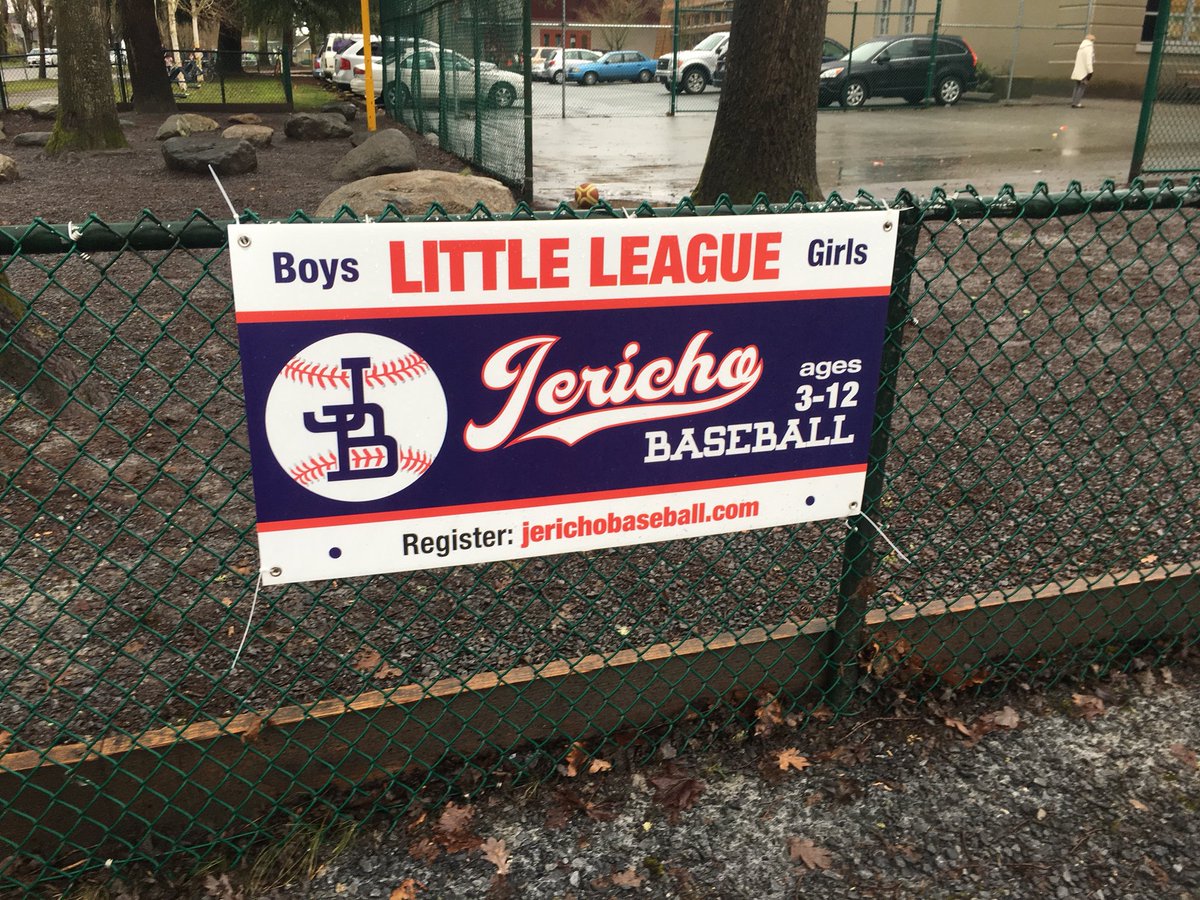 Boys LITTLE LEAGUE Girls
JB
Jericho
ages
3-12
BASEBALL
Register: jerichobaseball.com